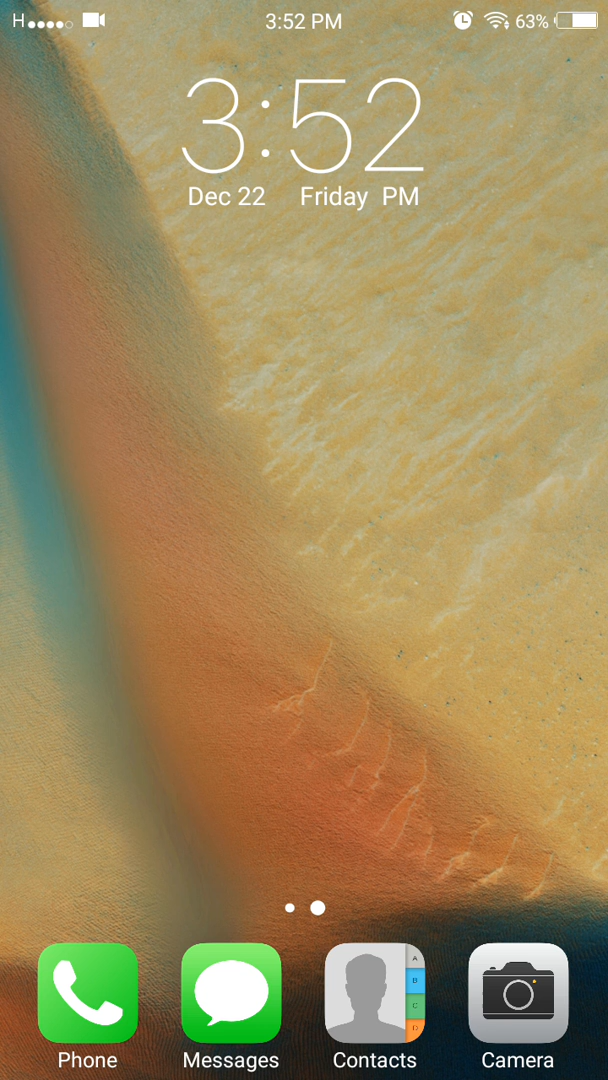 H 3:52 PM 63%
3:52
Dec 22 Friday PM
A
B
C
D
Phone Messages Contacts Camera